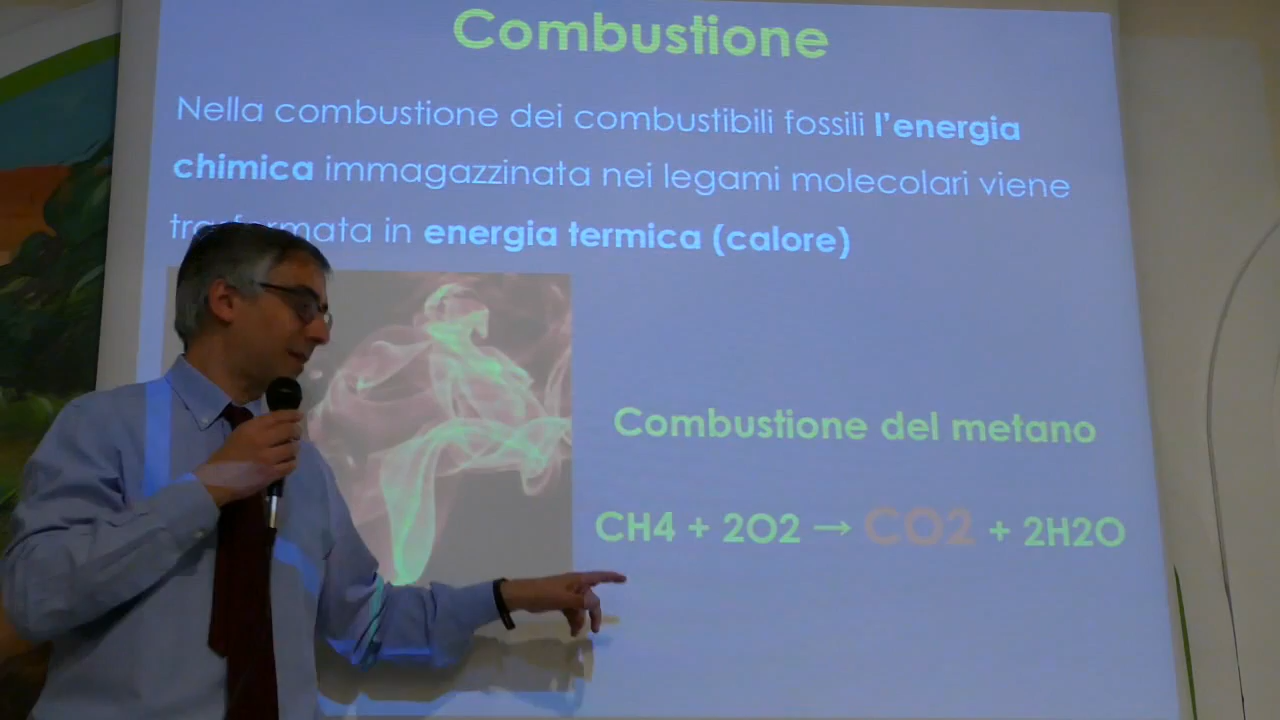 Combustione
Nella combustione dei combustibili fossili l'energia
chimica immagazzinata nei legami molecolari viene
trasformata in energia termica (calore)
Combustione del metano
CH4 + 2O2 → CO2 + 2H2O